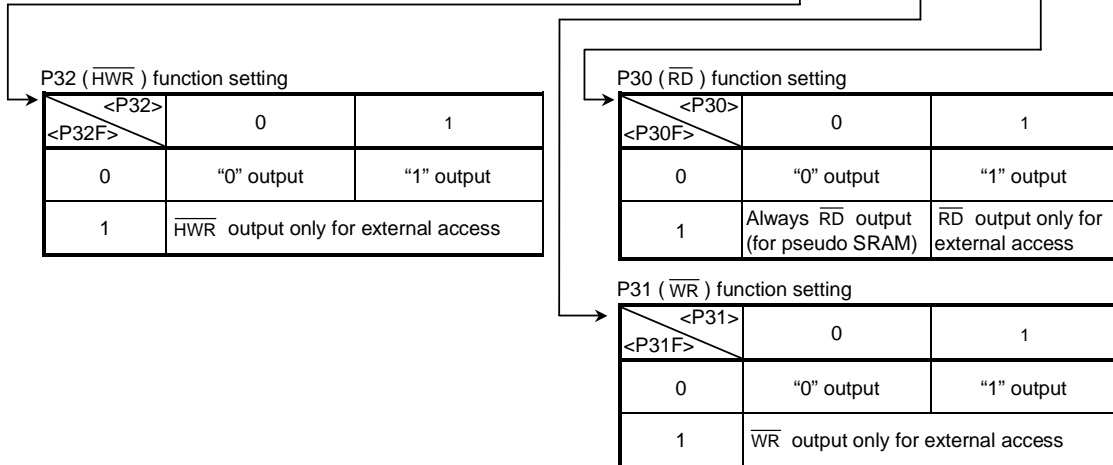 P32 ( HWR ) function setting
<P32>
<P32F>
0
1
0
“0” output
“1” output
1
HWR output only for external access
P30 ( RD ) function setting
<P30>
<P30F>
0
1
0
“0” output
“1” output
1
Always RD output
(for pseudo SRAM)
RD output only for
external access
P31 ( WR ) function setting
<P31>
<P31F>
0
1
0
“0” output
“1” output
1
WR output only for external access